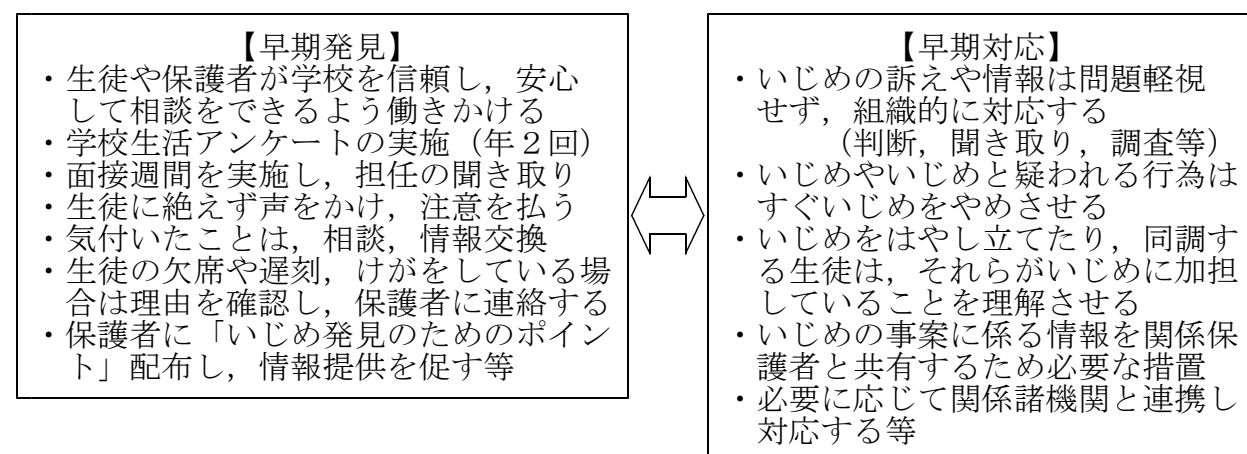 【早期発見】
・生徒や保護者が学校を信頼し，安心
して相談をできるよう働きかける
・学校生活アンケートの実施（年２回）
・面接週間を実施し，担任の聞き取り
・生徒に絶えず声をかけ，注意を払う
・気付いたことは，相談，情報交換
・生徒の欠席や遅刻，けがをしている場
合は理由を確認し，保護者に連絡する
・保護者に「いじめ発見のためのポイン
ト」配布し，情報提供を促す等
【早期対応】
・いじめの訴えや情報は問題軽視
せず，組織的に対応する
（判断，聞き取り，調査等）
・いじめやいじめと疑われる行為は
すぐいじめをやめさせる
・いじめをはやし立てたり，同調す
る生徒は，それらがいじめに加担
していることを理解させる
・いじめの事案に係る情報を関係保
護者と共有するため必要な措置
・必要に応じて関係諸機関と連携し
対応する等